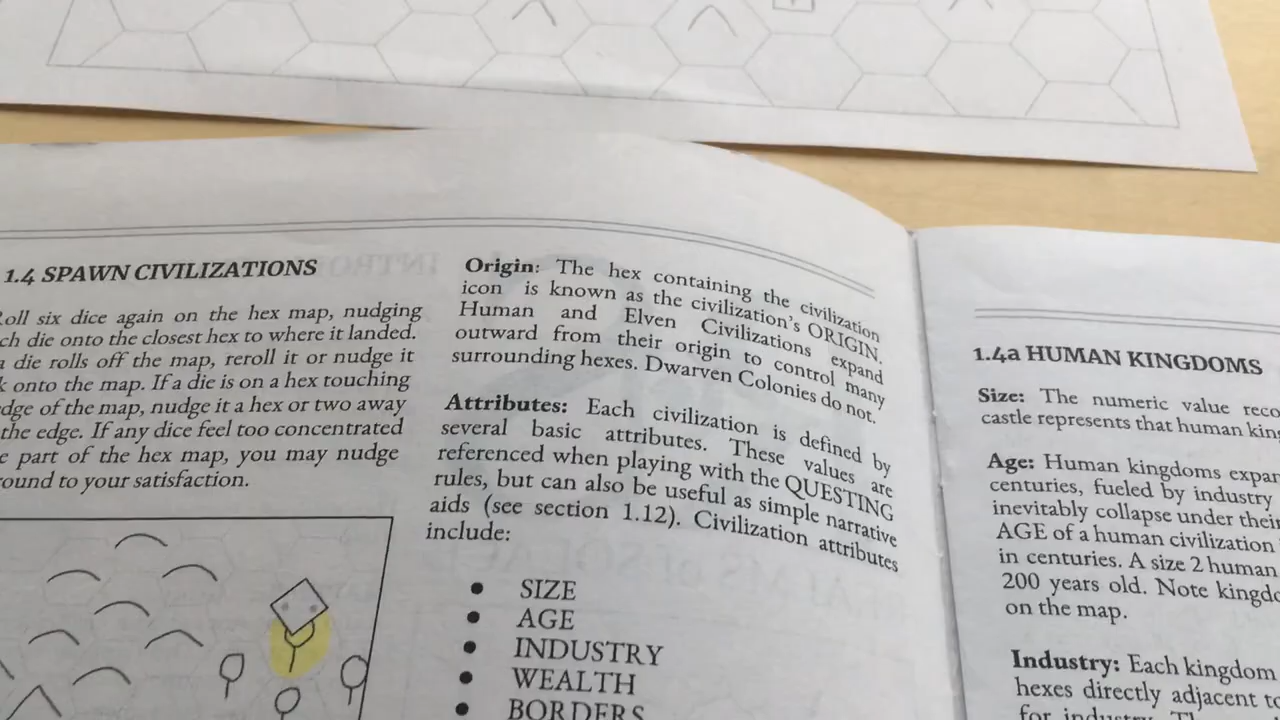 1.4 SPAWN CIVILIZATIONS
Roll six dice again on the hex map, nudging
die onto the closest hex to where it landed.
a die rolls off the map, reroll it or nudge it
onto the map. If a die is on a hex touching
of the map, nudge it a hex or two away
the edge. If any dice feel too concentrated
part of the hex map, you may nudge
to your satisfaction.
Origin: The hex containing the civilization
icon is known as the civilization's ORIGIN.
Human and Elven Civilizations expand
outward from their origin to control many
surrounding hexes. Dwarven Colonies do not.
Attributes: Each civilization is defined by
several basic attributes. These values are
referenced when playing with the QUESTING
rules, but can also be useful as simple narrative
aids (see section 1.12). Civilization attributes
include:
• SIZE
• AGE
• INDUSTRY
• WEALTH
• BORDERS
1.4a HUMAN KINGDOMS
Size: The numeric value reco
castle represents that human king
Age: Human kingdoms expan
centuries, fueled by industry
inevitably collapse under their
AGE of a human civilization
in centuries. A size 2 human
200 years old. Note kingdo
on the map.
Industry: Each kingdom
hexes directly adjacent to
for industry.